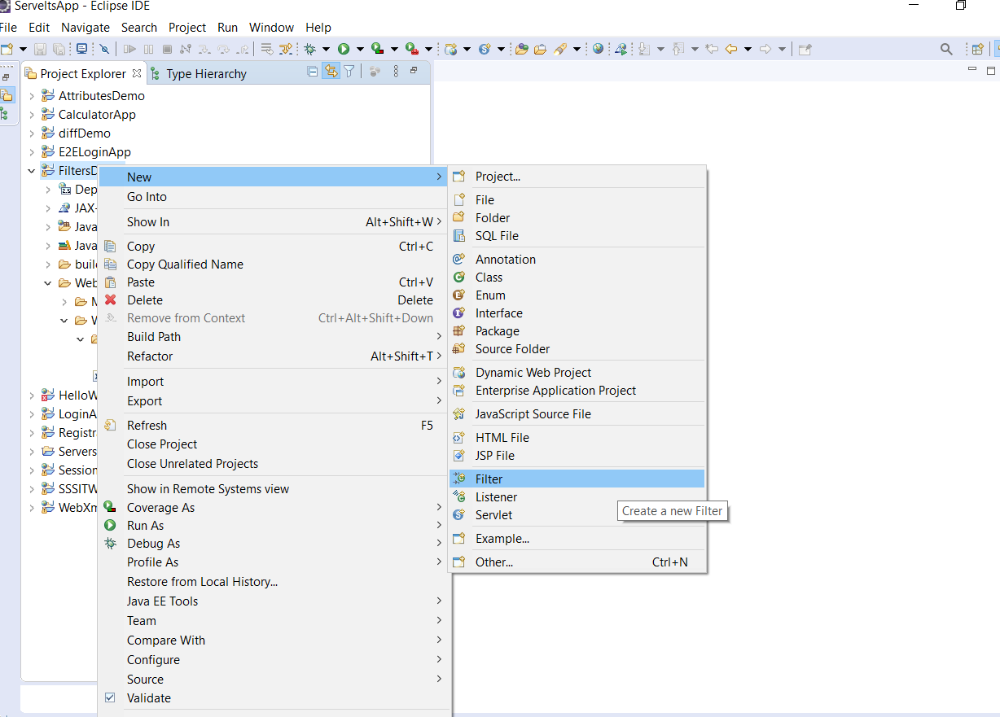 ServeltsApp - Eclipse IDE
File Edit Navigate Search Project Run Window Help
Project Explorer Type Hierarchy
AttributesDemo
CalculatorApp
diffDemo
E2ELoginApp
FiltersD
Dep
JAX-
Java
Java
buil
Web
HelloW
LoginA
Registr
Servers
Session
SSSITW
WebXm
New
Go Into
Show In Alt+Shift+W
Copy Ctrl+C
Copy Qualified Name
Paste Ctrl+V
Delete Delete
Remove from Context Ctrl+Alt+Shift+Down
Build Path
Refactor Alt+Shift+T
Import
Export
Refresh F5
Close Project
Close Unrelated Projects
Show in Remote Systems view
Coverage As
Run As
Debug As
Profile As
Restore from Local History...
Java EE Tools
Team
Compare With
Configure
Source
Validate
Project...
File
Folder
SQL File
Annotation
Class
Enum
Interface
Package
Source Folder
Dynamic Web Project
Enterprise Application Project
JavaScript Source File
HTML File
JSP File
Filter
Listener
Servlet
Example...
Other... Ctrl+N
Create a new Filter